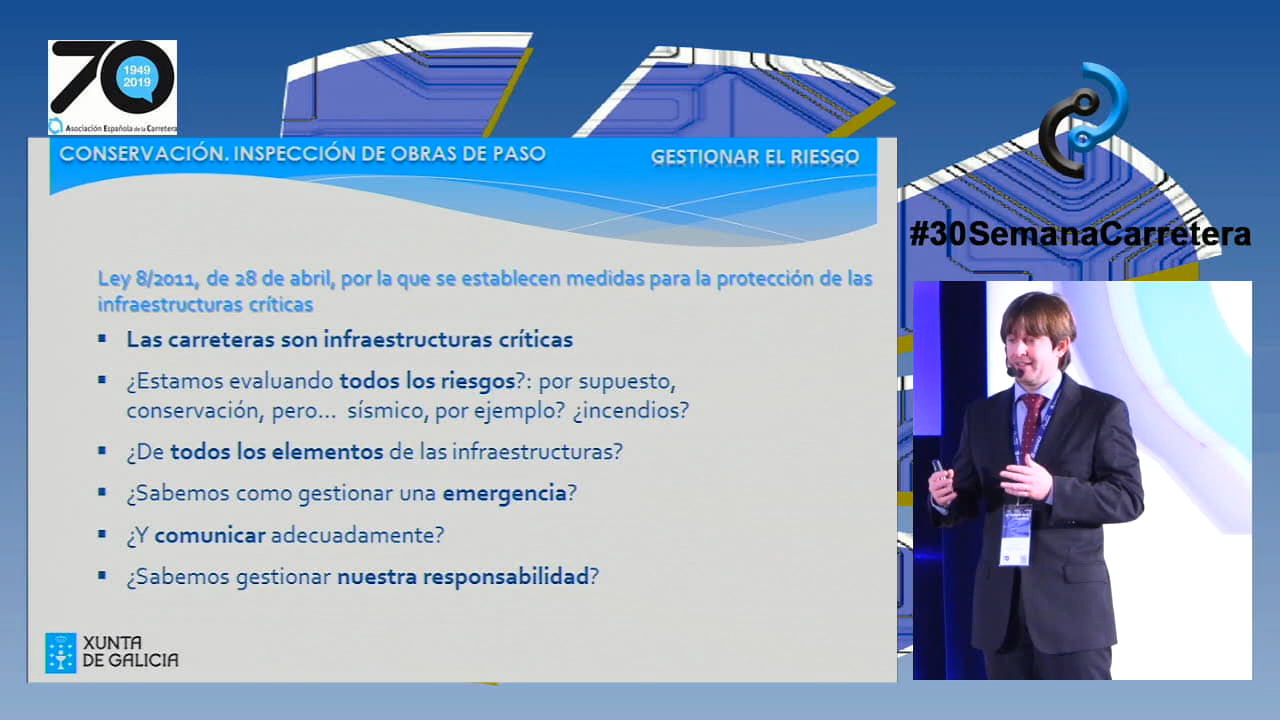 70
1949
2019
Asociación Española de la Carretera
CONSERVACIÓN. INSPECCIÓN DE OBRAS DE PASO
GESTIONAR EL RIESGO
Ley 8/2011, de 28 de abril, por la que se establecen medidas para la protección de las
infraestructuras críticas
▪ Las carreteras son infraestructuras críticas
▪ ¿Estamos evaluando todos los riesgos?: por supuesto,
conservación, pero... sísmico, por ejemplo? ¿incendios?
▪ ¿De todos los elementos de las infraestructuras?
▪ ¿Sabemos como gestionar una emergencia?
▪ ¿Y comunicar adecuadamente?
▪ ¿Sabemos gestionar nuestra responsabilidad?
XUNTA
DE GALICIA
#30SemanaCarretera